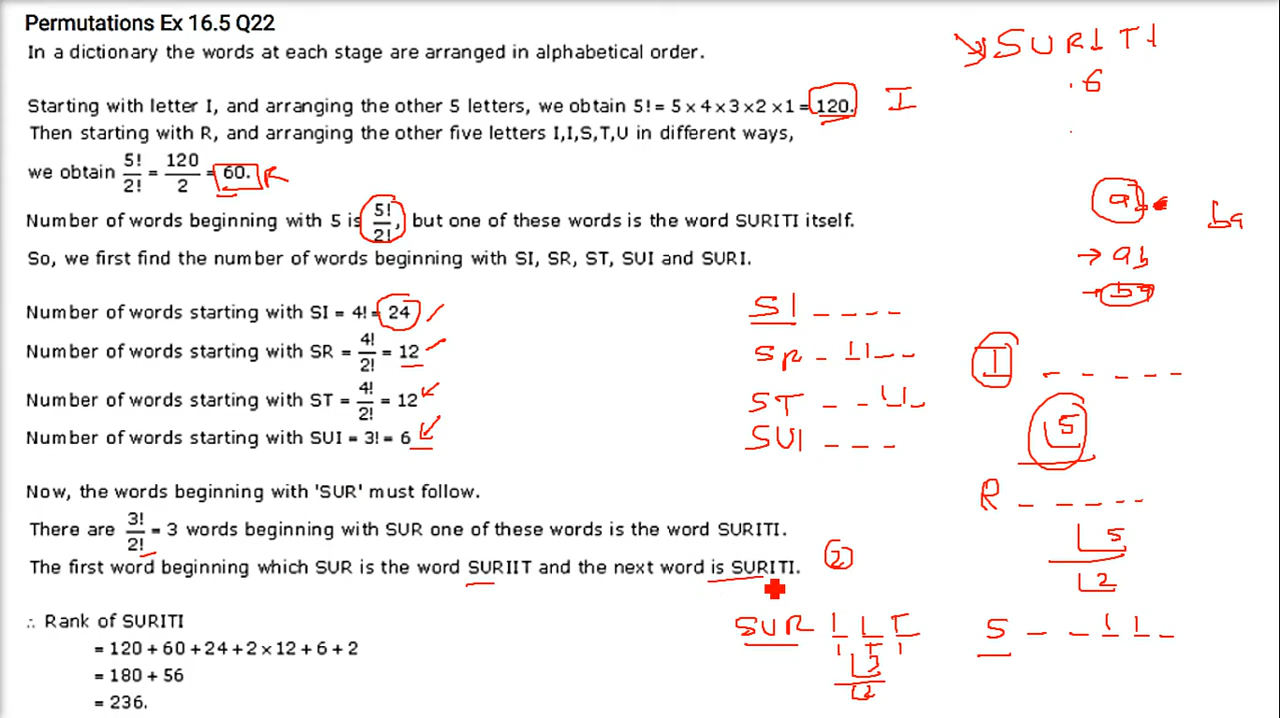 Permutations Ex 16.5 Q22
In a dictionary the words at each stage are arranged in alphabetical order.
Starting with letter I, and arranging the other 5 letters, we obtain 5! = 5 × 4 × 3 × 2 × 1 = 120. I
Then starting with R, and arranging the other five letters I,I,S,T,U in different ways,
we obtain 5!/2! = 120/2 = 60. R
Number of words beginning with 5 is 5!/2!, but one of these words is the word SURITI itself.
So, we first find the number of words beginning with SI, SR, ST, SUI and SURI.
Number of words starting with SI = 4! = 24
Number of words starting with SR = 4!/2! = 12
Number of words starting with ST = 4!/2! = 12
Number of words starting with SUI = 3! = 6
Now, the words beginning with 'SUR' must follow.
There are 3!/2! = 3 words beginning with SUR one of these words is the word SURITI.
The first word beginning which SUR is the word SURIIT and the next word is SURITI. 2
∴ Rank of SURITI
= 120 + 60 + 24 + 2 × 12 + 6 + 2
= 180 + 56
= 236.
SURITI
6
ba
→ ab
SI _ _ _ _
SR _ I I _ _
ST _ _ I I _
SUI _ _ _
I _ _ _ _ _
5
R _ _ _ _ _
5
2
SUR I I T
I T I
3
2
S _ _ I I _